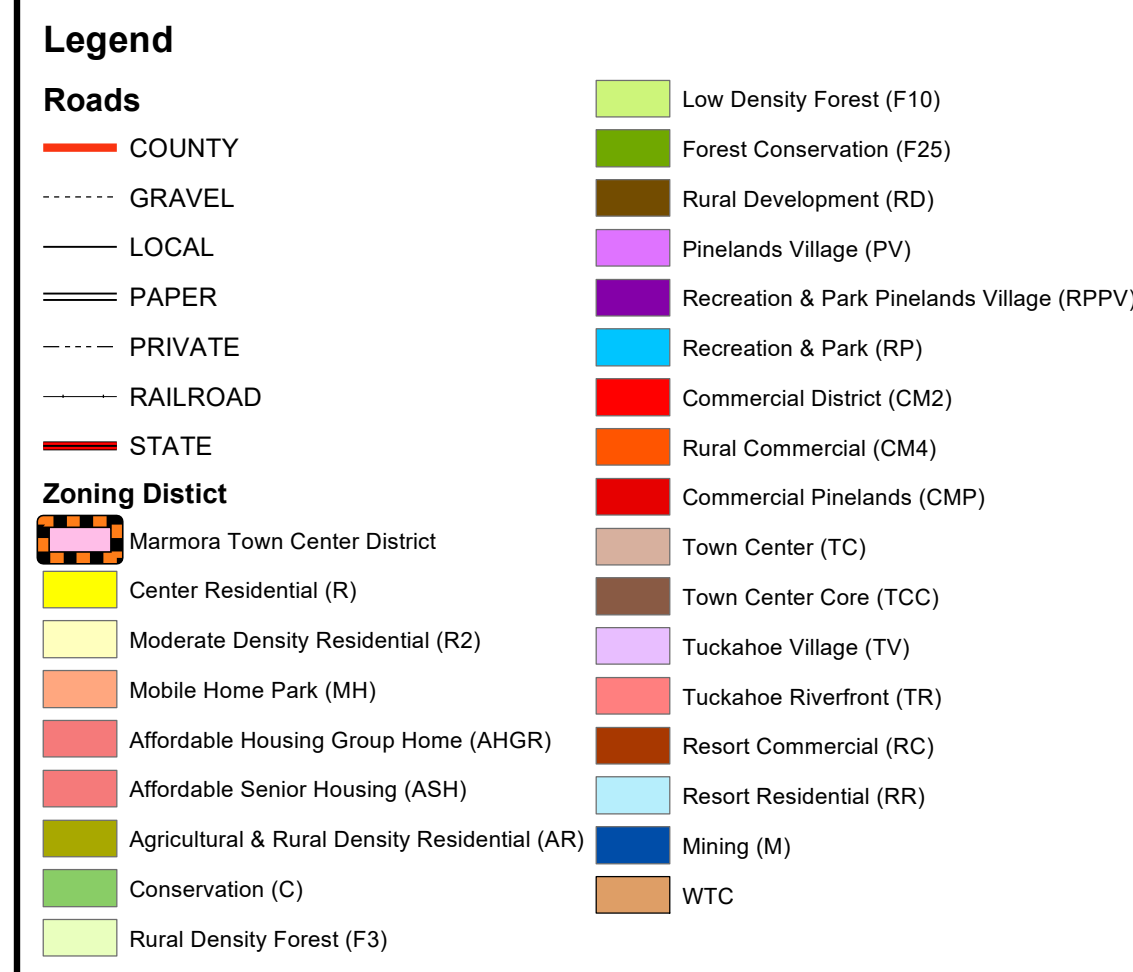 Legend
Roads
COUNTY
GRAVEL
LOCAL
PAPER
PRIVATE
RAILROAD
STATE
Zoning Distict
Marmora Town Center District
Center Residential (R)
Moderate Density Residential (R2)
Mobile Home Park (MH)
Affordable Housing Group Home (AHGR)
Affordable Senior Housing (ASH)
Agricultural & Rural Density Residential (AR)
Conservation (C)
Rural Density Forest (F3)
Low Density Forest (F10)
Forest Conservation (F25)
Rural Development (RD)
Pinelands Village (PV)
Recreation & Park Pinelands Village (RPPV)
Recreation & Park (RP)
Commercial District (CM2)
Rural Commercial (CM4)
Commercial Pinelands (CMP)
Town Center (TC)
Town Center Core (TCC)
Tuckahoe Village (TV)
Tuckahoe Riverfront (TR)
Resort Commercial (RC)
Resort Residential (RR)
Mining (M)
WTC